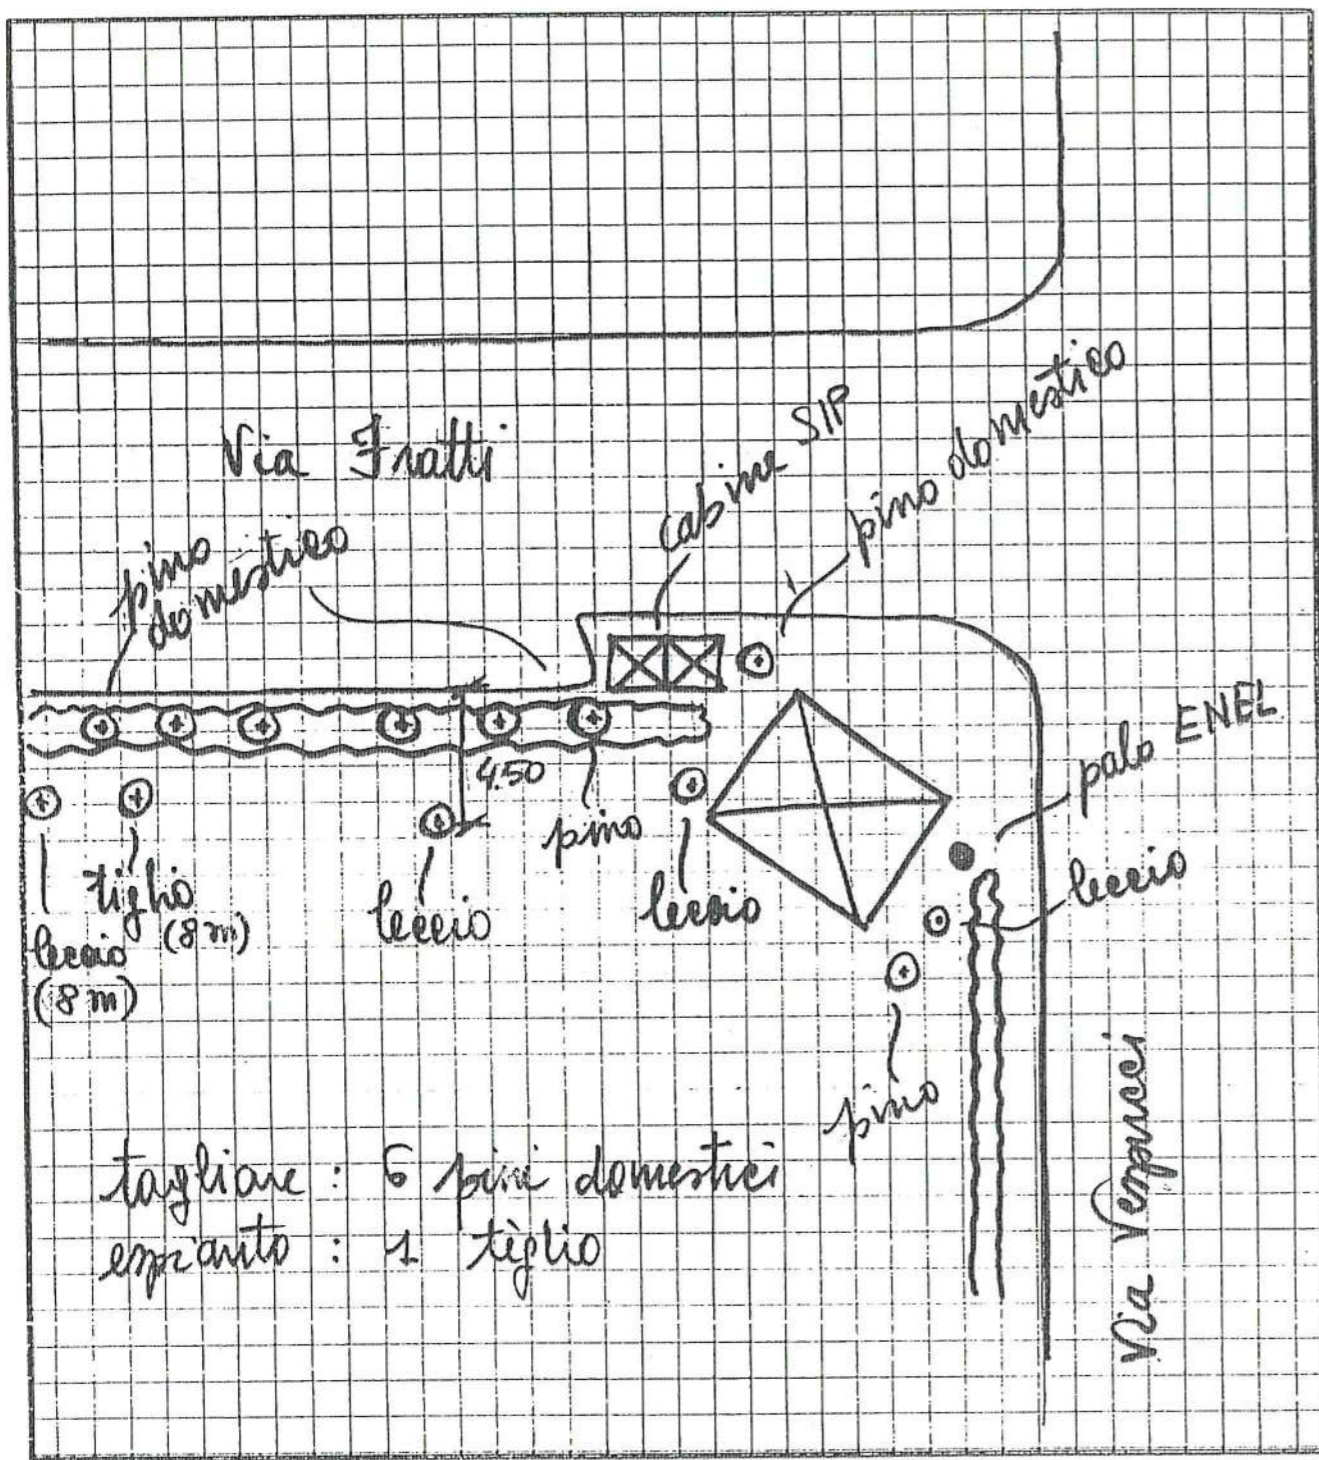 Via Fratti
cabine SIP
pino domestico
pino
domestico
palo ENEL
4.50
pino
leccio
tiglio
(8 m)
leccio
(8 m)
leccio
leccio
pino
Via Vespucci
tagliare : 6 pini domestici
espianto : 1 tiglio